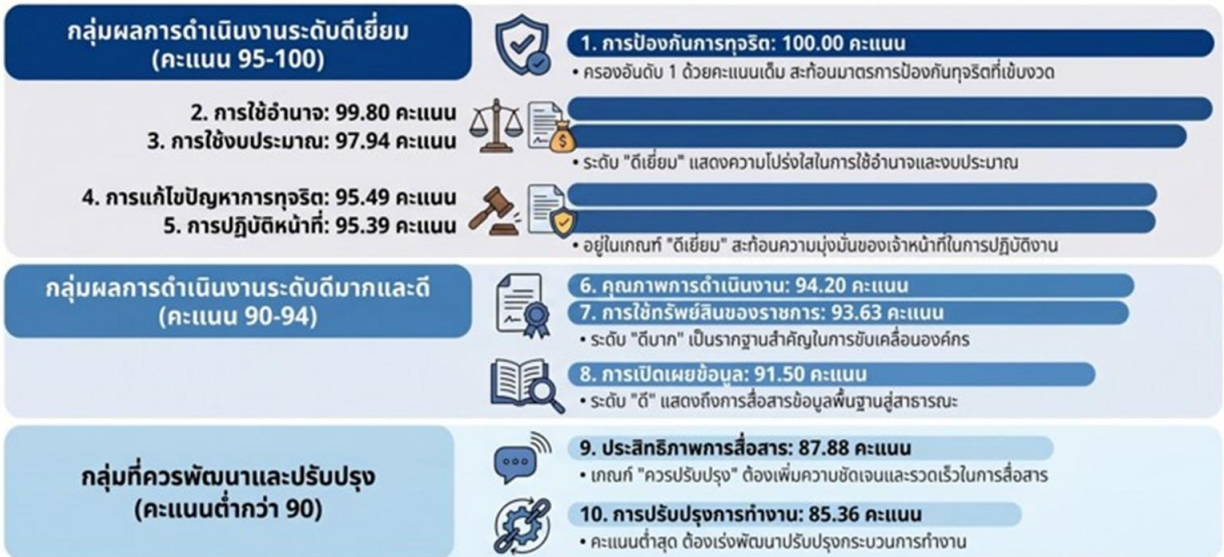 กลุ่มผลการดำเนินงานระดับดีเยี่ยม
(คะแนน 95-100)
1. การป้องกันการทุจริต: 100.00 คะแนน
• ครองอันดับ 1 ด้วยคะแนนเต็ม สะท้อนมาตรการป้องกันทุจริตที่เข้มงวด
2. การใช้อำนาจ: 99.80 คะแนน
3. การใช้งบประมาณ: 97.94 คะแนน
• ระดับ "ดีเยี่ยม" แสดงความโปร่งใสในการใช้อำนาจและงบประมาณ
4. การแก้ไขปัญหาการทุจริต: 95.49 คะแนน
5. การปฏิบัติหน้าที่: 95.39 คะแนน
• อยู่ในเกณฑ์ "ดีเยี่ยม" สะท้อนความมุ่งมั่นของเจ้าหน้าที่ในการปฏิบัติงาน
กลุ่มผลการดำเนินงานระดับดีมากและดี
(คะแนน 90-94)
6. คุณภาพการดำเนินงาน: 94.20 คะแนน
7. การใช้ทรัพย์สินของราชการ: 93.63 คะแนน
• ระดับ "ดีบาก" เป็นรากฐานสำคัญในการขับเคลื่อนองค์กร
8. การเปิดเผยข้อมูล: 91.50 คะแนน
• ระดับ "ดี" แสดงถึงการสื่อสารข้อมูลพื้นฐานสู่สาธารณะ
กลุ่มที่ควรพัฒนาและปรับปรุง
(คะแนนต่ำกว่า 90)
9. ประสิทธิภาพการสื่อสาร: 87.88 คะแนน
• เกณฑ์ "ควรปรับปรุง" ต้องเพิ่มความชัดเจนและรวดเร็วในการสื่อสาร
10. การปรับปรุงการทำงาน: 85.36 คะแนน
• คะแนนต่ำสุด ต้องเร่งพัฒนาปรับปรุงกระบวนการทำงาน